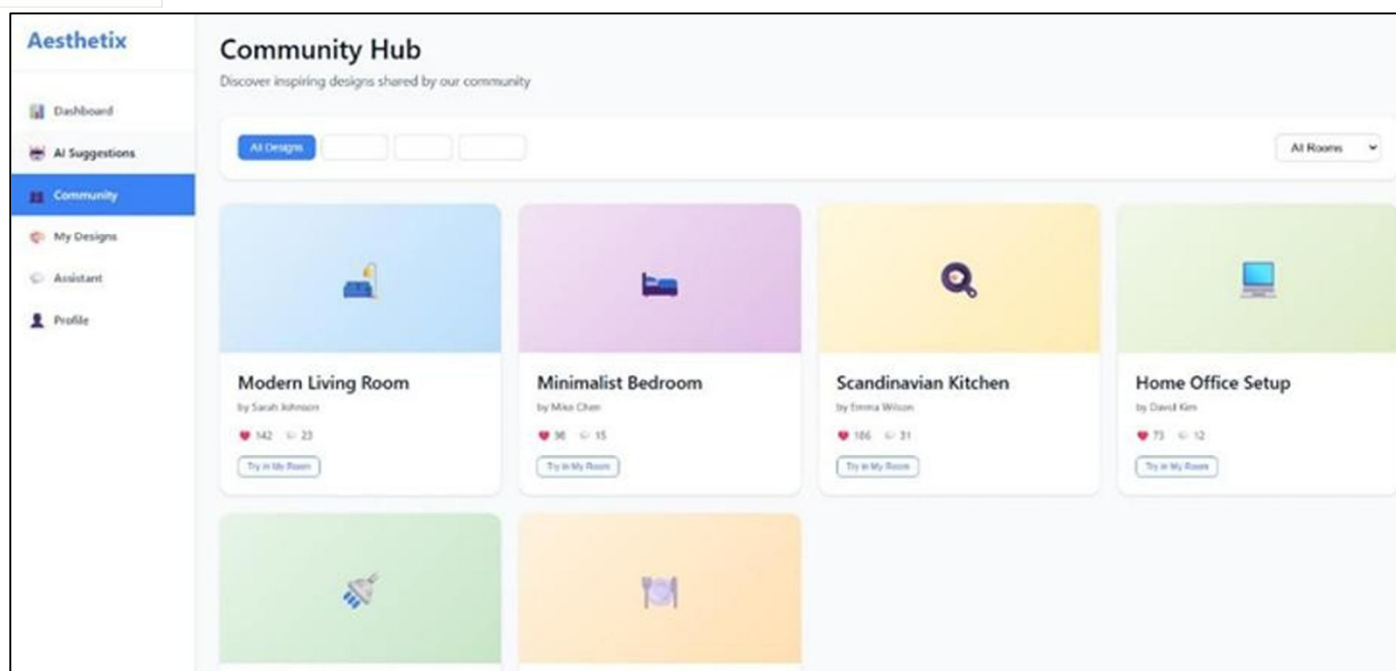 Aesthetix
Dashboard
AI Suggestions
Community
My Designs
Assistant
Profile
Community Hub
Discover inspiring designs shared by our community
All Designs
All Rooms
Modern Living Room
by Sarah Johnson
142 23
Try in My Room
Minimalist Bedroom
by Mike Chen
98 15
Try in My Room
Scandinavian Kitchen
by Emma Wilson
186 31
Try in My Room
Home Office Setup
by David Kim
73 12
Try in My Room